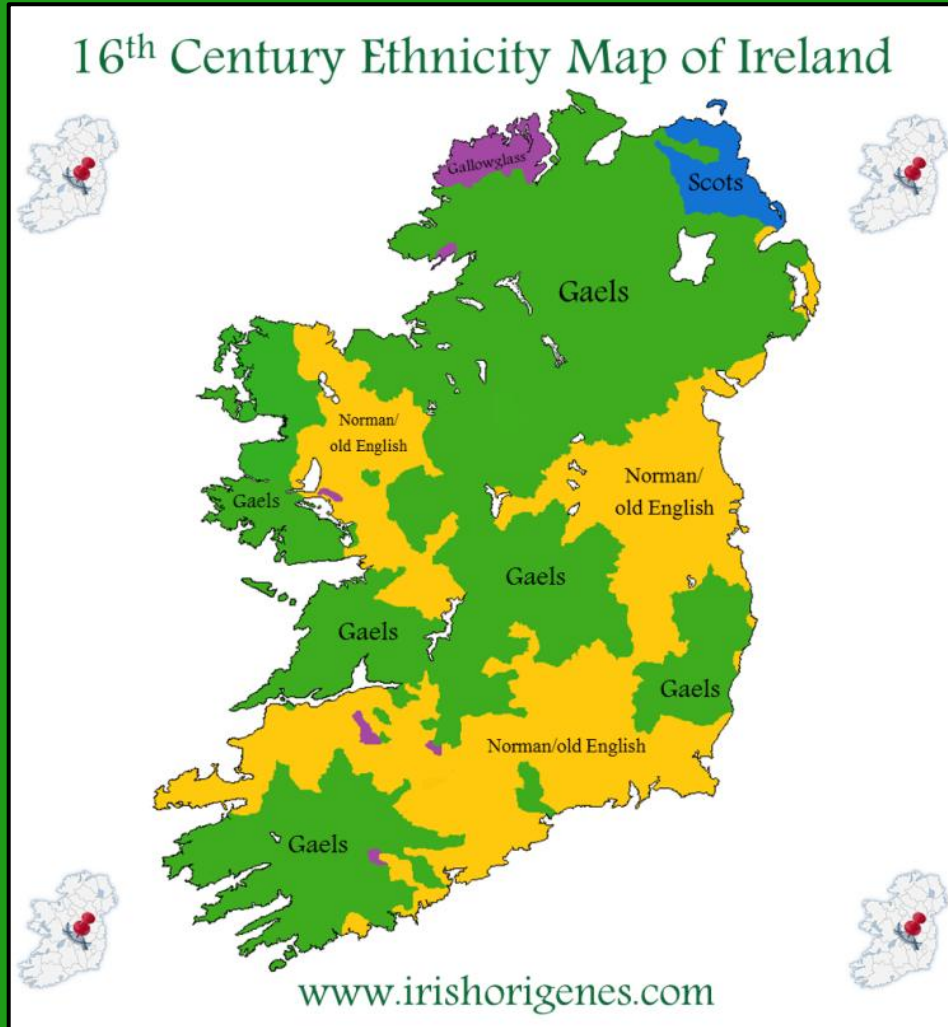 16th Century Ethnicity Map of Ireland
Gallowglass
Scots
Gaels
Norman/
old English
Norman/
old English
Gaels
Gaels
Gaels
Gaels
Norman/old English
Gaels
www.irishorigenes.com